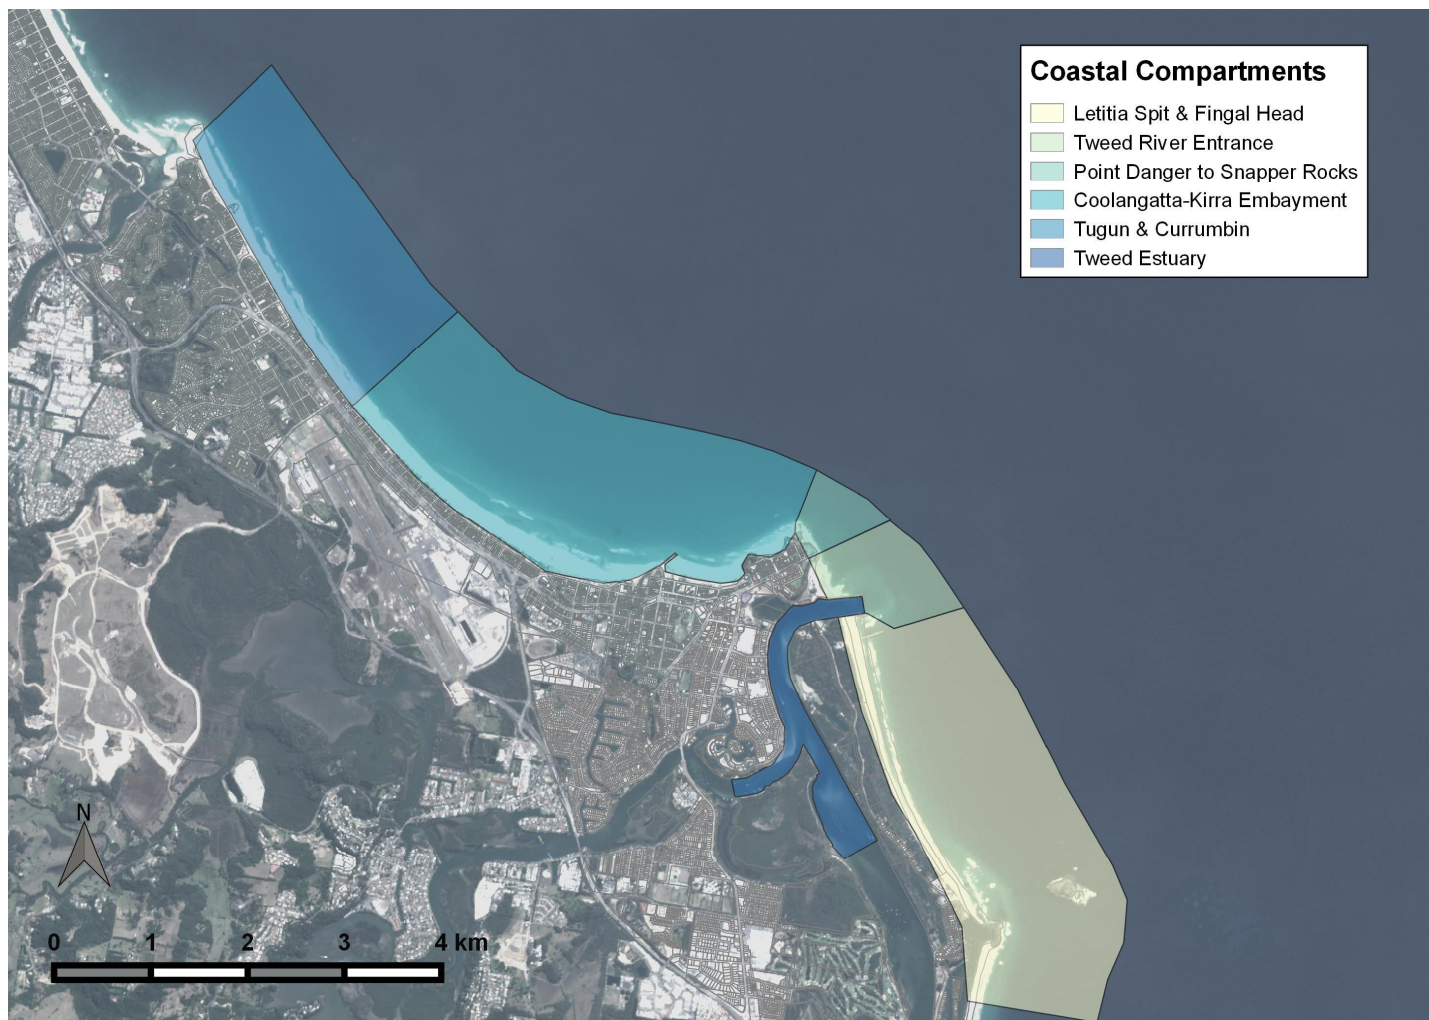 Coastal Compartments
Letitia Spit & Fingal Head
Tweed River Entrance
Point Danger to Snapper Rocks
Coolangatta-Kirra Embayment
Tugun & Currumbin
Tweed Estuary
N
0 1 2 3 4 km